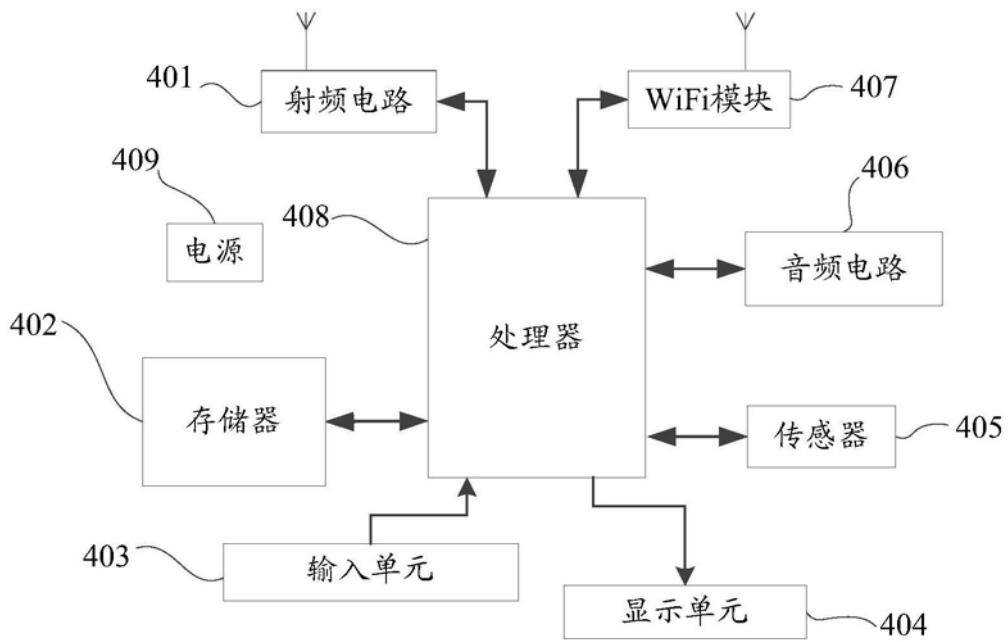 401
射频电路
WiFi模块
407
409
电源
408
406
音频电路
处理器
402
存储器
传感器
405
403
输入单元
显示单元
404